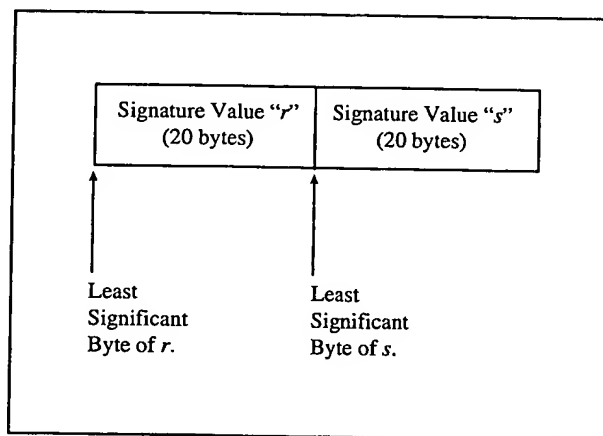 Signature Value “r”
(20 bytes)
Signature Value “s”
(20 bytes)
Least
Significant
Byte of r.
Least
Significant
Byte of s.